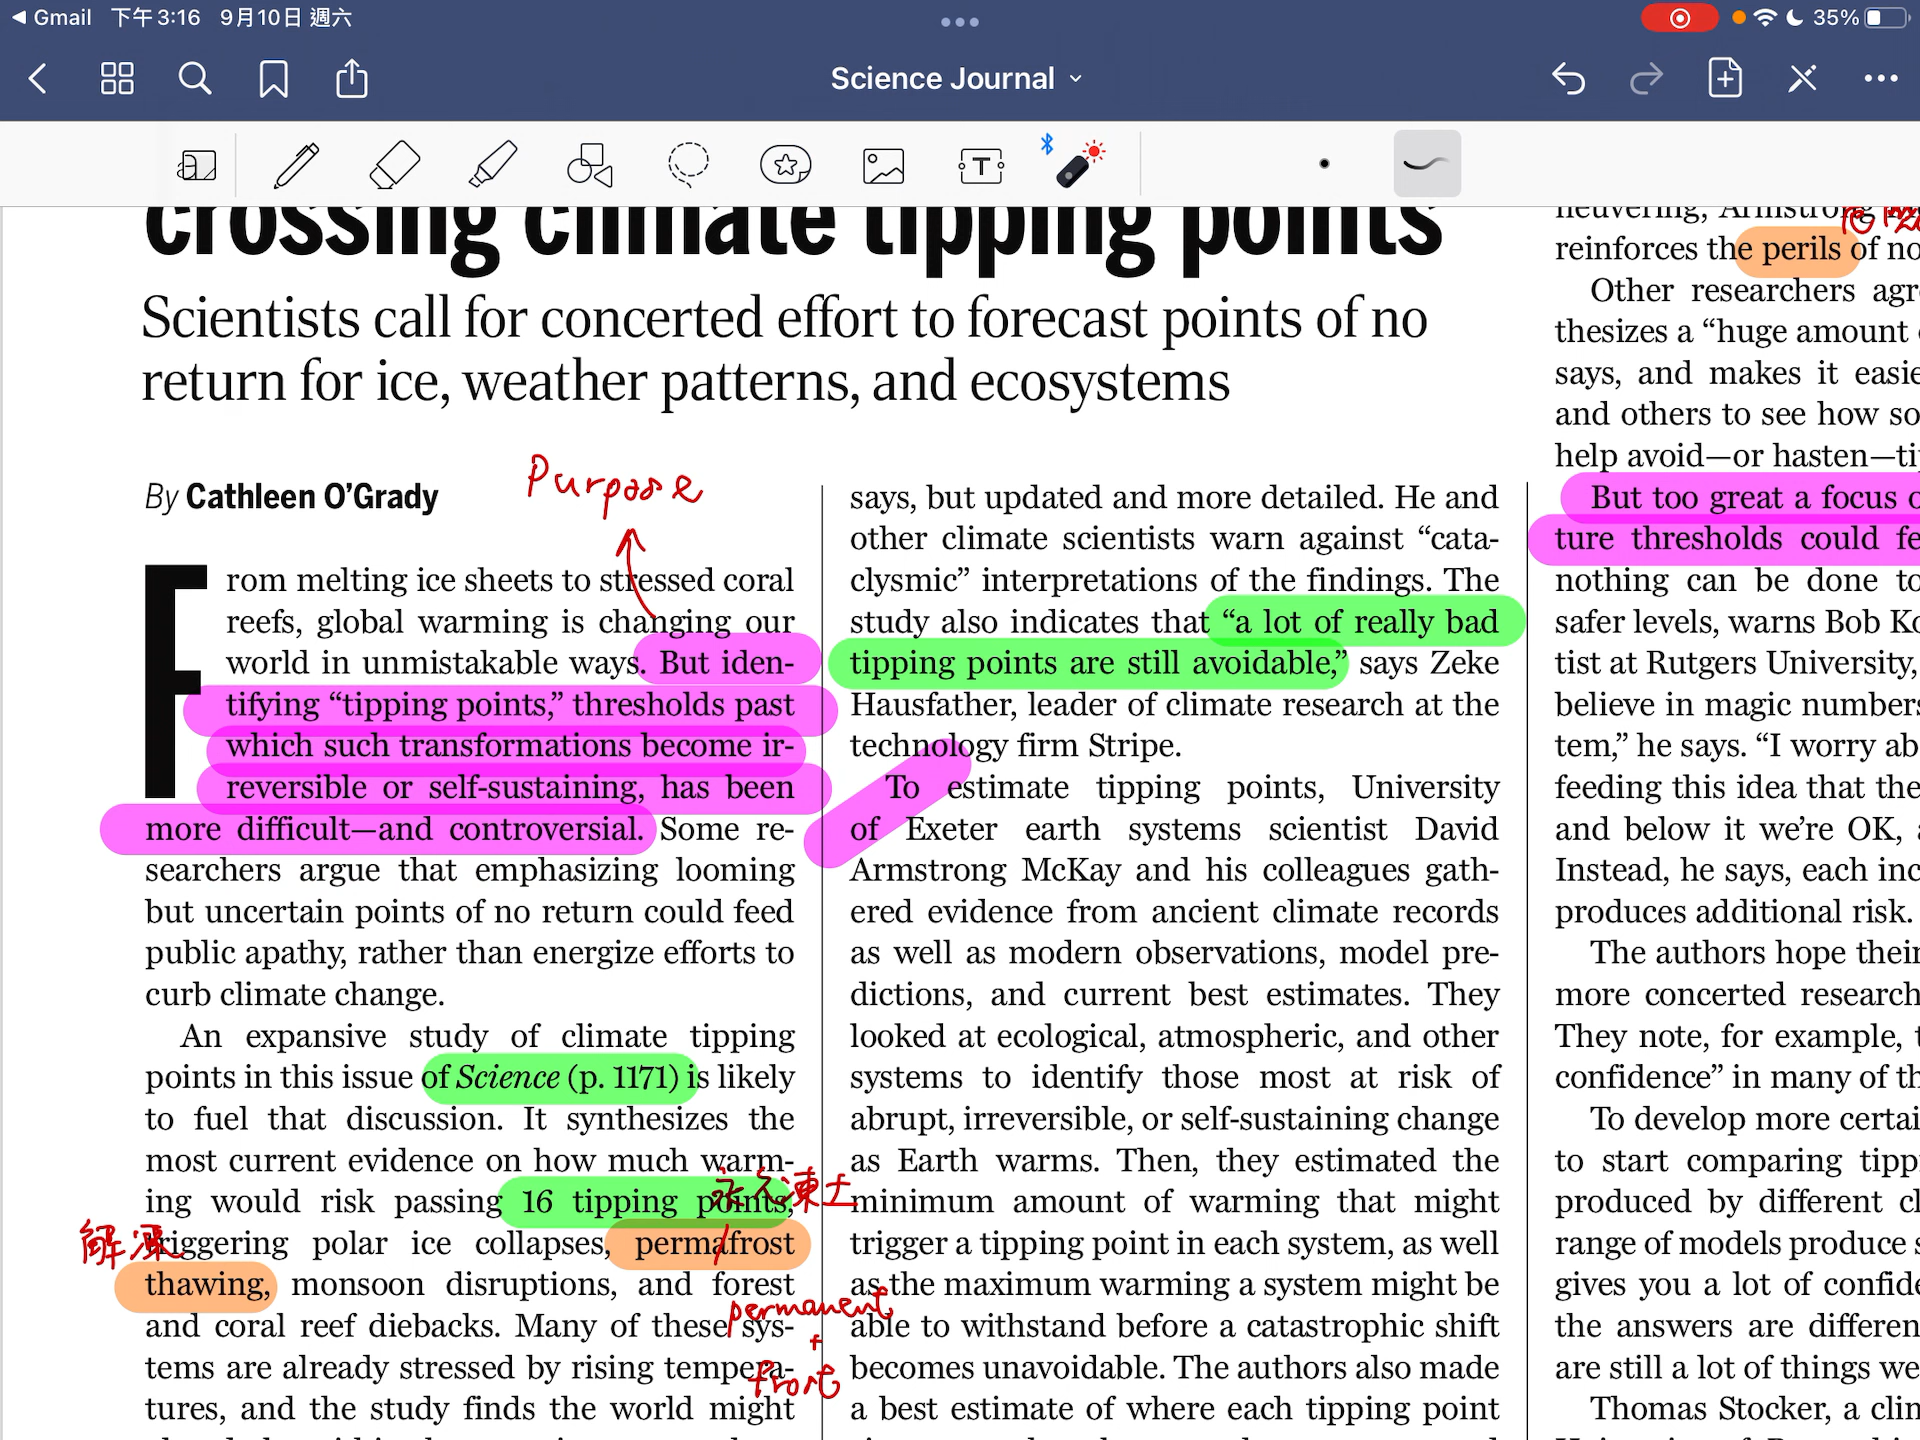 Gmail 下午3:16 9月10日 週六
35%
Science Journal
T
crossing climate tipping points
Scientists call for concerted effort to forecast points of no
return for ice, weather patterns, and ecosystems
By Cathleen O'Grady
Purpose
From melting ice sheets to stressed coral
reefs, global warming is changing our
world in unmistakable ways. But iden-
tifying “tipping points,” thresholds past
which such transformations become ir-
reversible or self-sustaining, has been
more difficult—and controversial. Some re-
searchers argue that emphasizing looming
but uncertain points of no return could feed
public apathy, rather than energize efforts to
curb climate change.
An expansive study of climate tipping
points in this issue of Science (p. 1171) is likely
to fuel that discussion. It synthesizes the
most current evidence on how much warm-
ing would risk passing 16 tipping points,
永久凍土
解凍
triggering polar ice collapses, permafrost
thawing, monsoon disruptions, and forest
permanent
+
frost
and coral reef diebacks. Many of these sys-
tems are already stressed by rising tempera-
tures, and the study finds the world might
says, but updated and more detailed. He and
other climate scientists warn against “cata-
clysmic” interpretations of the findings. The
study also indicates that “a lot of really bad
tipping points are still avoidable,” says Zeke
Hausfather, leader of climate research at the
technology firm Stripe.
To estimate tipping points, University
of Exeter earth systems scientist David
Armstrong McKay and his colleagues gath-
ered evidence from ancient climate records
as well as modern observations, model pre-
dictions, and current best estimates. They
looked at ecological, atmospheric, and other
systems to identify those most at risk of
abrupt, irreversible, or self-sustaining change
as Earth warms. Then, they estimated the
minimum amount of warming that might
trigger a tipping point in each system, as well
as the maximum warming a system might be
able to withstand before a catastrophic shift
becomes unavoidable. The authors also made
a best estimate of where each tipping point
neuvering, Armstrong
reinforces the perils of no
Other researchers agr
thesizes a “huge amount
says, and makes it easie
and others to see how so
help avoid—or hasten—ti
But too great a focus o
ture thresholds could fe
nothing can be done to
safer levels, warns Bob Ko
tist at Rutgers University,
believe in magic numbers
tem,” he says. “I worry ab
feeding this idea that the
and below it we're OK,
Instead, he says, each inc
produces additional risk.
The authors hope their
more concerted research
They note, for example, t
confidence” in many of th
To develop more certai
to start comparing tipp
produced by different cl
range of models produce s
gives you a lot of confide
the answers are differen
are still a lot of things we
Thomas Stocker, a clim